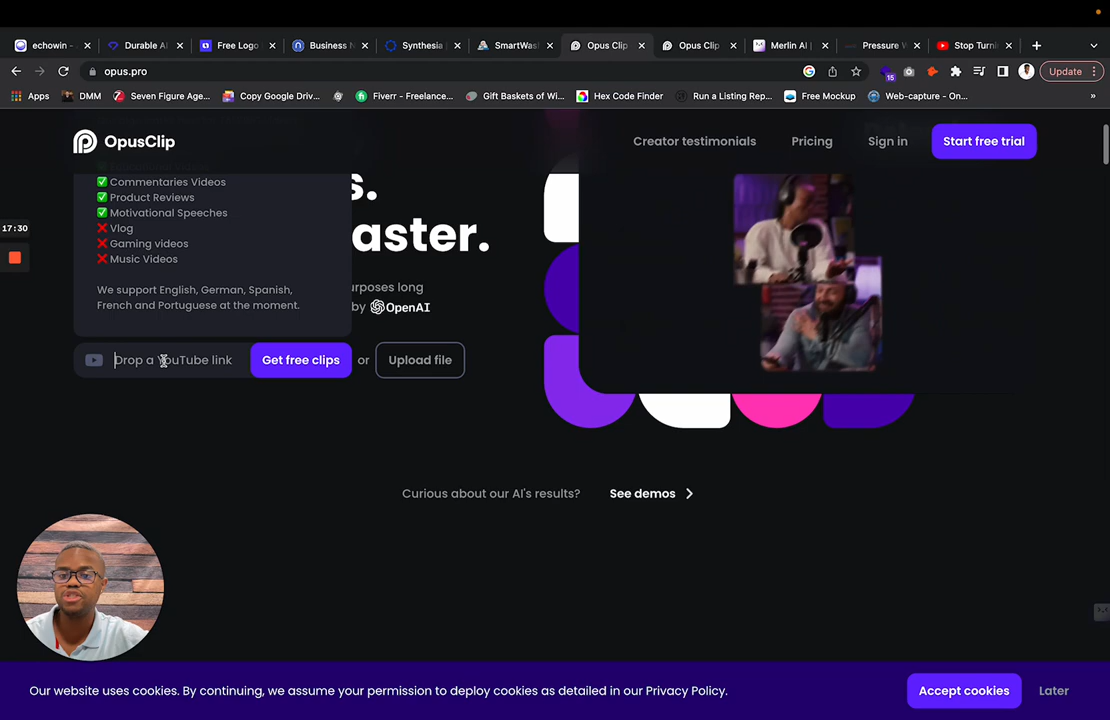 echowin -
Durable AI
Free Logo
Business N
Synthesia
SmartWas
Opus Clip
Opus Clip
Merlin AI |
Pressure W
Stop Turni
opus.pro
15
Update
Apps
DMM
Seven Figure Age...
Copy Google Driv...
Fiverr - Freelance...
Gift Baskets of Wi...
Hex Code Finder
Run a Listing Rep...
Free Mockup
Web-capture - On...
»
OpusClip
Creator testimonials
Pricing
Sign in
Start free trial
Commentaries Videos
Product Reviews
Motivational Speeches
Vlog
Gaming videos
Music Videos
We support English, German, Spanish,
French and Portuguese at the moment.
s.
aster.
urposes long
by OpenAI
17:30
Drop a YouTube link
Get free clips
or
Upload file
Curious about our AI's results?
See demos
Our website uses cookies. By continuing, we assume your permission to deploy cookies as detailed in our Privacy Policy.
Accept cookies
Later